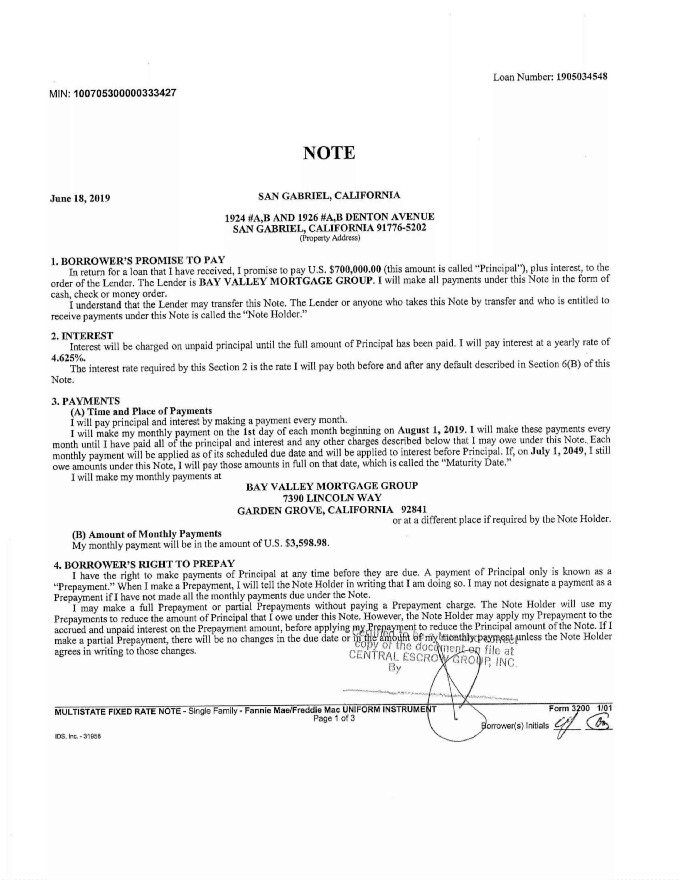 Loan Number: 1905034548
MIN: 100705300000333427
NOTE
June 18, 2019
SAN GABRIEL, CALIFORNIA
1924 #A,B AND 1926 #A,B DENTON AVENUE
SAN GABRIEL, CALIFORNIA 91776-5202
(Property Address)
1. BORROWER'S PROMISE TO PAY
In return for a loan that I have received, I promise to pay U.S. $700,000.00 (this amount is called "Principal"), plus interest, to the
order of the Lender. The Lender is BAY VALLEY MORTGAGE GROUP. I will make all payments under this Note in the form of
cash, check or money order.
I understand that the Lender may transfer this Note. The Lender or anyone who takes this Note by transfer and who is entitled to
receive payments under this Note is called the "Note Holder."
2. INTEREST
Interest will be charged on unpaid principal until the full amount of Principal has been paid. I will pay interest at a yearly rate of
4.625%.
The interest rate required by this Section 2 is the rate I will pay both before and after any default described in Section 6(B) of this
Note.
3. PAYMENTS
(A) Time and Place of Payments
I will pay principal and interest by making a payment every month.
I will make my monthly payment on the 1st day of each month beginning on August 1, 2019. I will make these payments every
month until I have paid all of the principal and interest and any other charges described below that I may owe under this Note. Each
monthly payment will be applied as of its scheduled due date and will be applied to interest before Principal. If, on July 1, 2049, I still
owe amounts under this Note, I will pay those amounts in full on that date, which is called the "Maturity Date."
I will make my monthly payments at
BAY VALLEY MORTGAGE GROUP
7390 LINCOLN WAY
GARDEN GROVE, CALIFORNIA 92841
or at a different place if required by the Note Holder.
(B) Amount of Monthly Payments
My monthly payment will be in the amount of U.S. $3,598.98.
4. BORROWER'S RIGHT TO PREPAY
I have the right to make payments of Principal at any time before they are due. A payment of Principal only is known as a
"Prepayment." When I make a Prepayment, I will tell the Note Holder in writing that I am doing so. I may not designate a payment as a
Prepayment if I have not made all the monthly payments due under the Note.
I may make a full Prepayment or partial Prepayments without paying a Prepayment charge. The Note Holder will use my
Prepayments to reduce the amount of Principal that I owe under this Note. However, the Note Holder may apply my Prepayment to the
accrued and unpaid interest on the Prepayment amount, before applying my Prepayment to reduce the Principal amount of the Note. If I
make a partial Prepayment, there will be no changes in the due date or in the amount of my monthly payment unless the Note Holder
agrees in writing to those changes.
copy of the document on file at
CENTRAL ESCROW GROUP, INC.
By
MULTISTATE FIXED RATE NOTE - Single Family - Fannie Mae/Freddie Mac UNIFORM INSTRUMENT
Form 3200 1/01
Page 1 of 3
Borrower(s) Initials
IDS, Inc. - 31956